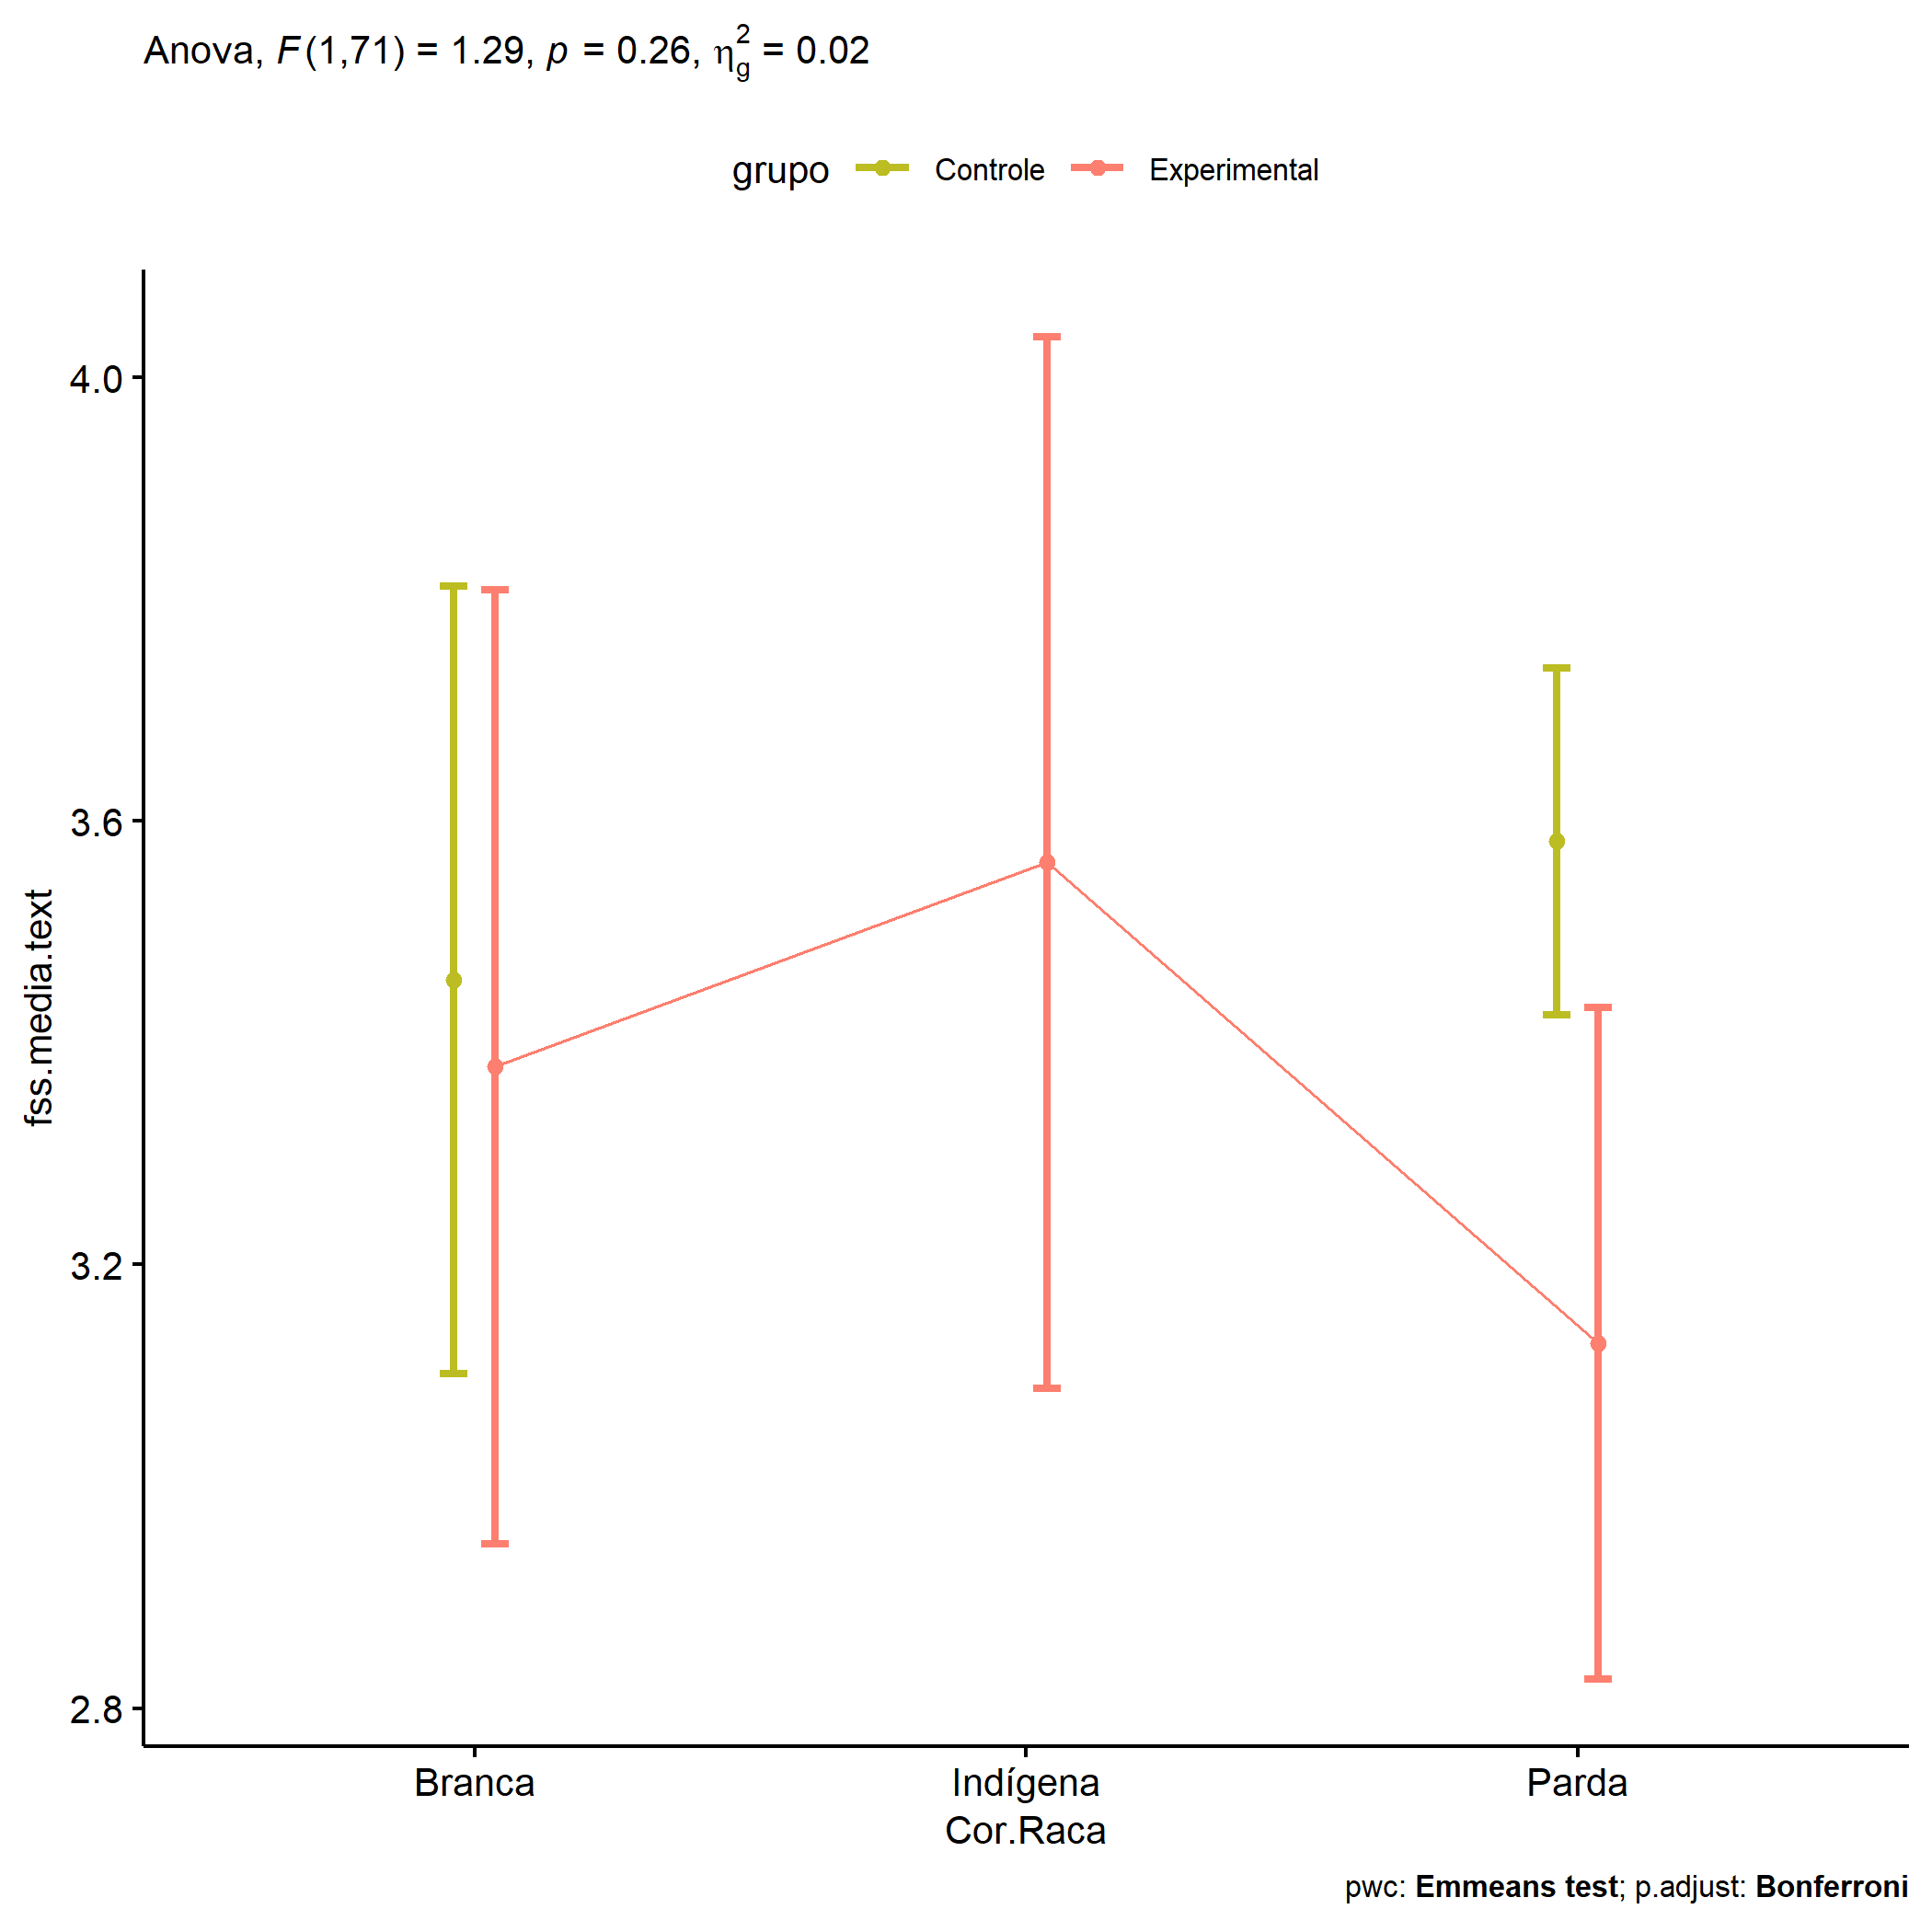 Anova, F(1,71) = 1.29, p = 0.26, η²g = 0.02
grupo Controle Experimental
4.0
3.6
3.2
2.8
fss.media.text
Branca Indígena Parda
Cor.Raca
pwc: Emmeans test; p.adjust: Bonferroni